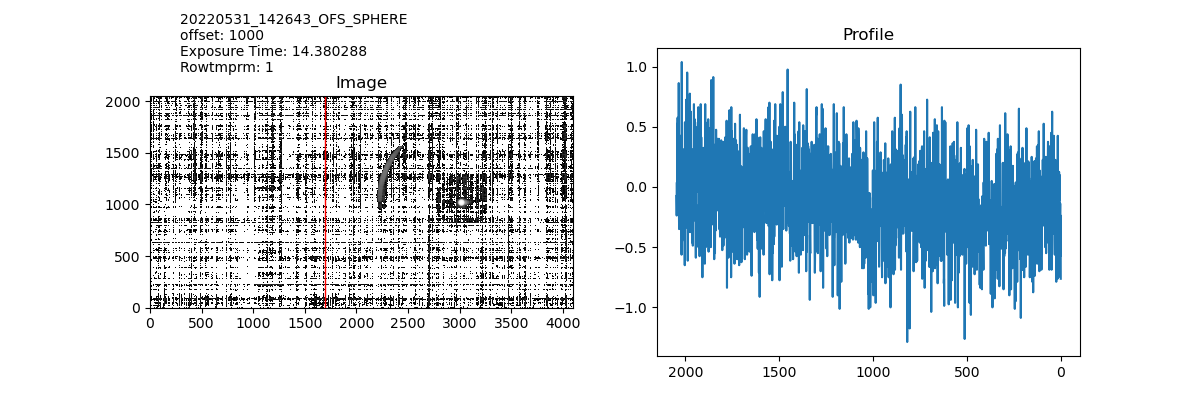 20220531_142643_OFS_SPHERE
offset: 1000
Exposure Time: 14.380288
Rowtmprm: 1
Image
2000
1500
1000
500
0
0 500 1000 1500 2000 2500 3000 3500 4000
Profile
1.0
0.5
0.0
−0.5
−1.0
2000 1500 1000 500 0